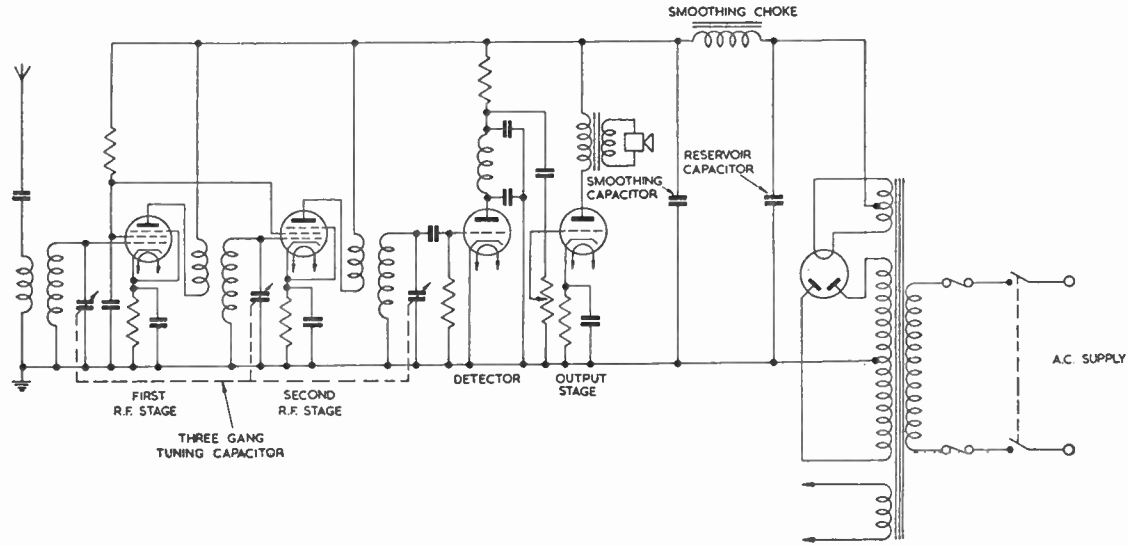 SMOOTHING CHOKE
RESERVOIR
CAPACITOR
SMOOTHING
CAPACITOR
A.C. SUPPLY
DETECTOR
OUTPUT
STAGE
FIRST
R.F. STAGE
SECOND
R.F. STAGE
THREE GANG
TUNING CAPACITOR